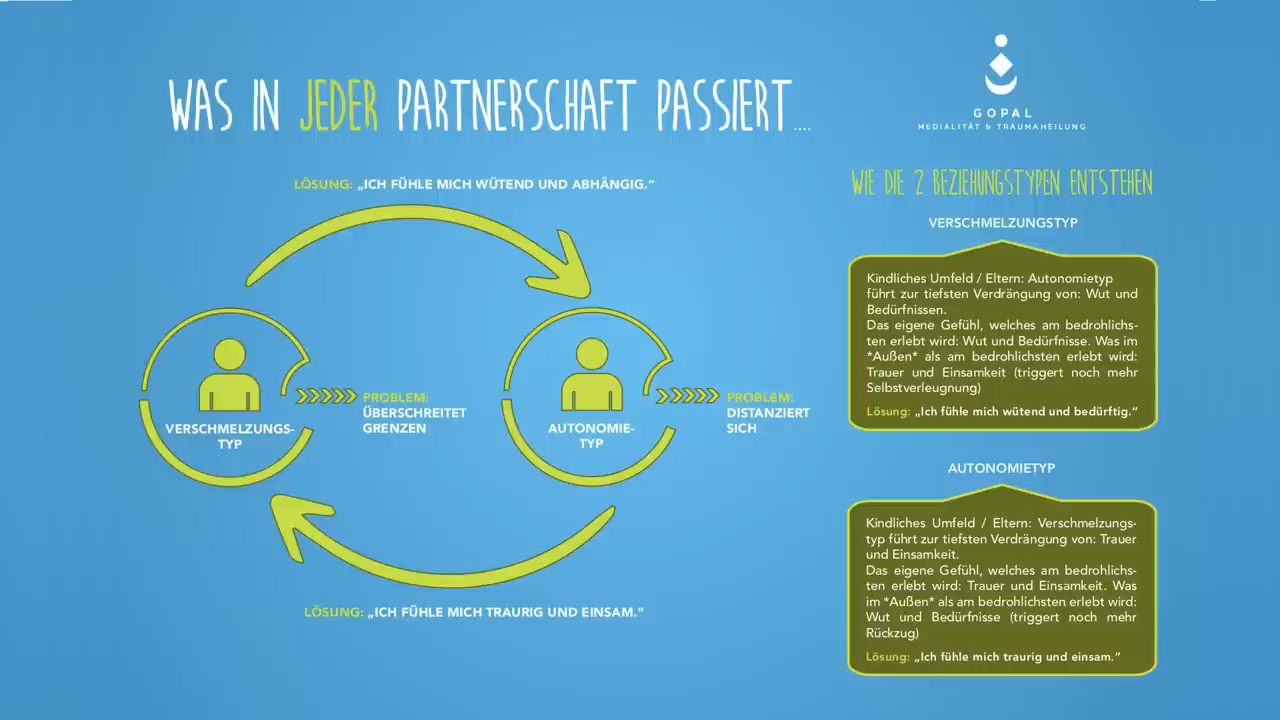 WAS IN JEDER PARTNERSCHAFT PASSIERT....
GOPAL
MEDIALITÄT & TRAUMAHEILUNG
LÖSUNG: „ICH FÜHLE MICH WÜTEND UND ABHÄNGIG.“
VERSCHMELZUNGS-
TYP
PROBLEM:
ÜBERSCHREITET
GRENZEN
AUTONOMIE-
TYP
PROBLEM:
DISTANZIERT
SICH
LÖSUNG: „ICH FÜHLE MICH TRAURIG UND EINSAM.“
WIE DIE 2 BEZIEHUNGSTYPEN ENTSTEHEN
VERSCHMELZUNGSTYP
Kindliches Umfeld / Eltern: Autonomietyp
führt zur tiefsten Verdrängung von: Wut und
Bedürfnissen.
Das eigene Gefühl, welches am bedrohlichs-
ten erlebt wird: Wut und Bedürfnisse. Was im
*Außen* als am bedrohlichsten erlebt wird:
Trauer und Einsamkeit (triggert noch mehr
Selbstverleugnung)
Lösung: „Ich fühle mich wütend und bedürftig.“
AUTONOMIETYP
Kindliches Umfeld / Eltern: Verschmelzungs-
typ führt zur tiefsten Verdrängung von: Trauer
und Einsamkeit.
Das eigene Gefühl, welches am bedrohlichs-
ten erlebt wird: Trauer und Einsamkeit. Was
im *Außen* als am bedrohlichsten erlebt wird:
Wut und Bedürfnisse (triggert noch mehr
Rückzug)
Lösung: „Ich fühle mich traurig und einsam.“